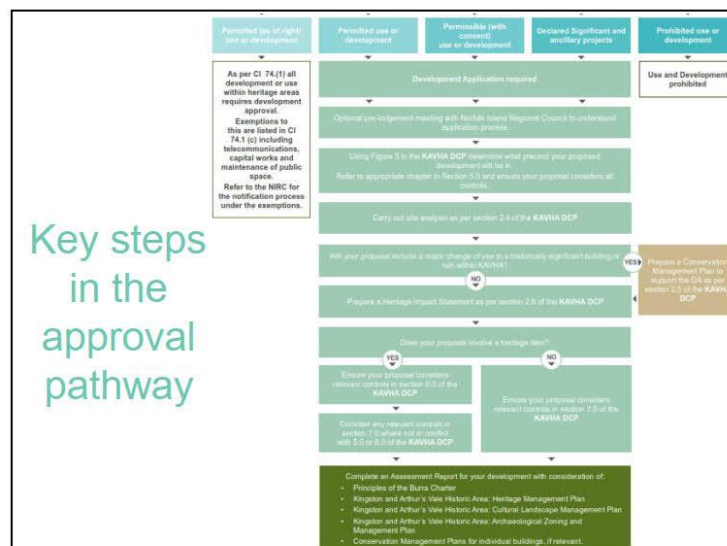 Key steps
in the
approval
pathway
Permitted (as of right)
use or development
Permitted use or
development
Permissible (with
consent)
use or development
Declared Significant and
ancillary projects
Prohibited use or
development
As per Cl 74.(1) all
development or use
within heritage areas
requires development
approval.
Exemptions to
this are listed in Cl
74.1 (c) including
telecommunications,
capital works and
maintenance of public
space.
Refer to the NIRC for
the notification process
under the exemptions.
Development Application required
Use and Development
prohibited
Optional pre-lodgement meeting with Norfolk Island Regional Council to understand
application process
Using Figure 5 in the KAVHA DCP determine what precinct your proposed
development will be in.
Refer to appropriate chapter in Section 5.0 and ensure your proposal considers all
controls.
Carry out site analysis as per section 2.4 of the KAVHA DCP
Will your proposal include a major change of use to a historically significant building or
ruin within KAVHA?
YES
Prepare a Conservation
Management Plan to
support the DA as per
section 2.5 of the KAVHA
DCP
NO
Prepare a Heritage Impact Statement as per section 2.6 of the KAVHA DCP
Does your proposal involve a heritage item?
YES
NO
Ensure your proposal considers
relevant controls in section 6.0 of the
KAVHA DCP
Consider any relevant controls in
section 7.0 where not in conflict
with 5.0 or 6.0 of the KAVHA DCP
Ensure your proposal considers
relevant controls in section 7.0 of the
KAVHA DCP
Complete an Assessment Report for your development with consideration of:
• Principles of the Burra Charter
• Kingston and Arthur's Vale Historic Area: Heritage Management Plan
• Kingston and Arthur's Vale Historic Area: Cultural Landscape Management Plan
• Kingston and Arthur's Vale Historic Area: Archaeological Zoning and
Management Plan
• Conservation Management Plans for individual buildings, if relevant.